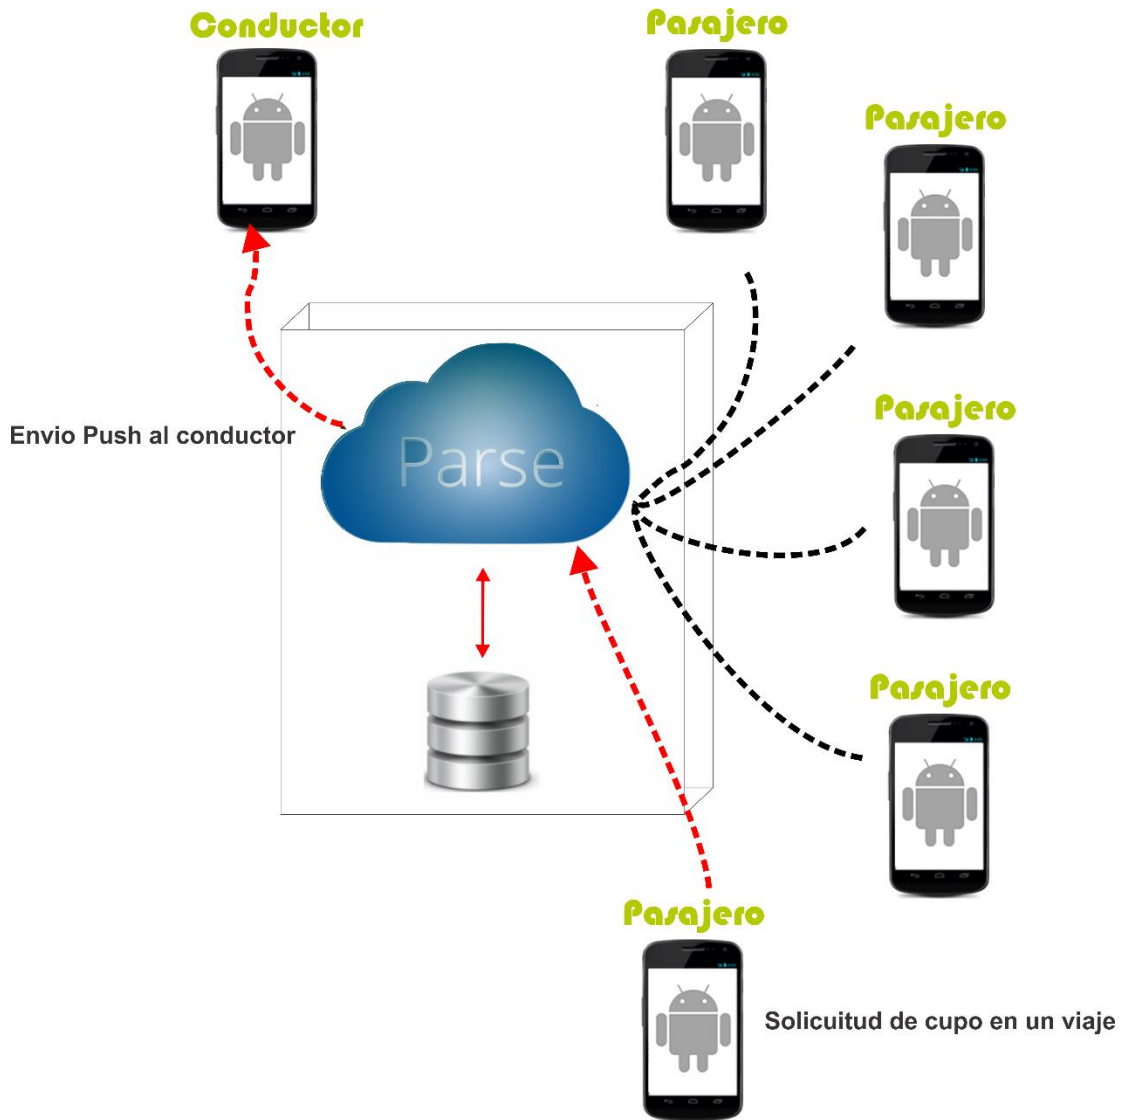 Conductor
Pasajero
Pasajero
Pasajero
Envio Push al conductor
Parse
Pasajero
Pasajero
Solicuitud de cupo en un viaje